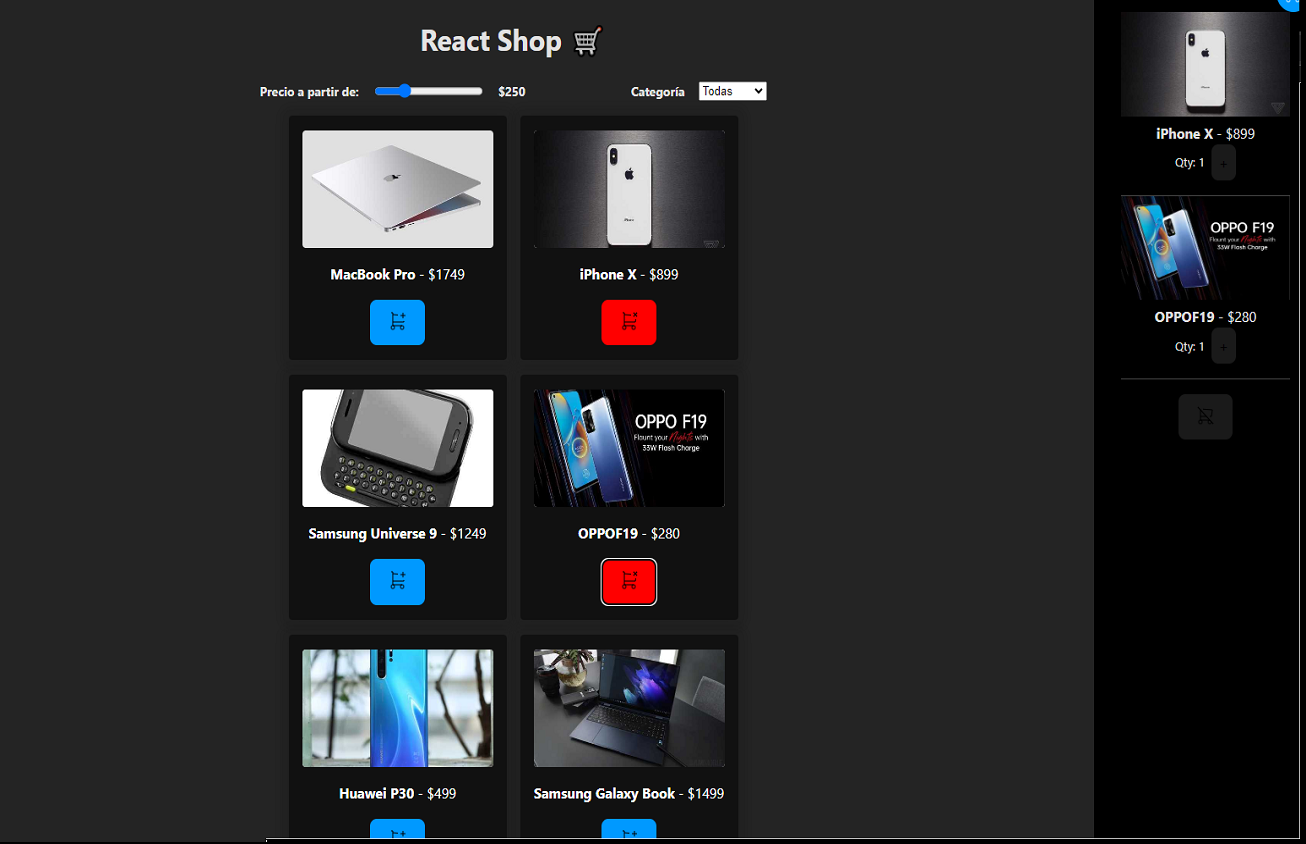 React Shop
Precio a partir de:
$250
Categoría
Todas
MacBook Pro - $1749
iPhone X - $899
OPPO F19
Flaunt your Nights with
33W Flash Charge
Samsung Universe 9 - $1249
OPPOF19 - $280
Huawei P30 - $499
Samsung Galaxy Book - $1499
iPhone X - $899
Qty: 1
+
OPPO F19
Flaunt your Nights with
33W Flash Charge
OPPOF19 - $280
Qty: 1
+